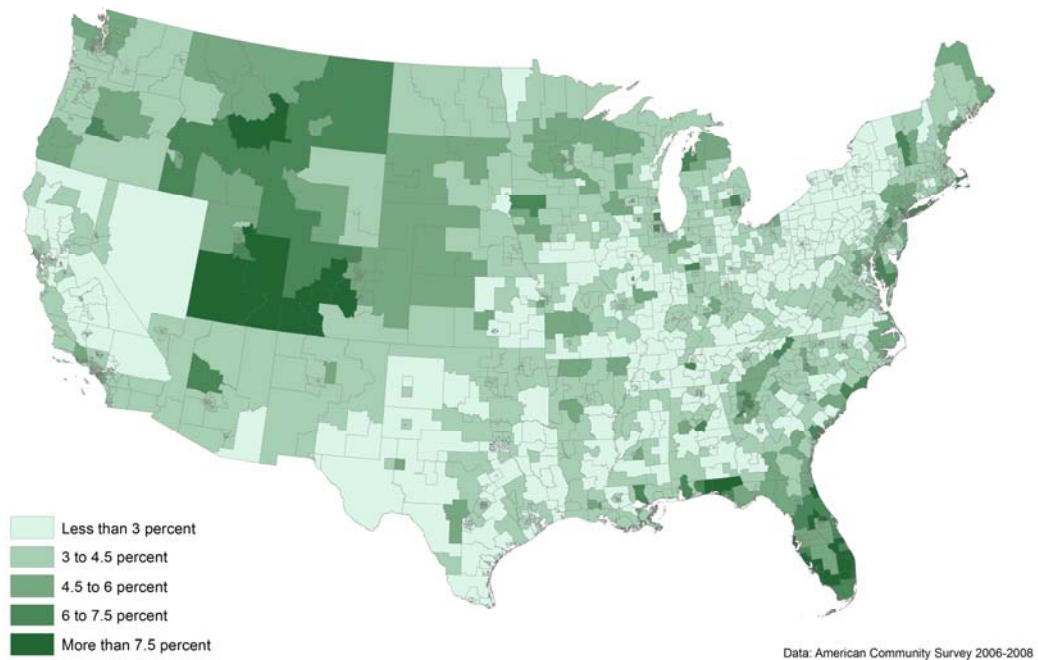 Less than 3 percent
3 to 4.5 percent
4.5 to 6 percent
6 to 7.5 percent
More than 7.5 percent
Data: American Community Survey 2006-2008